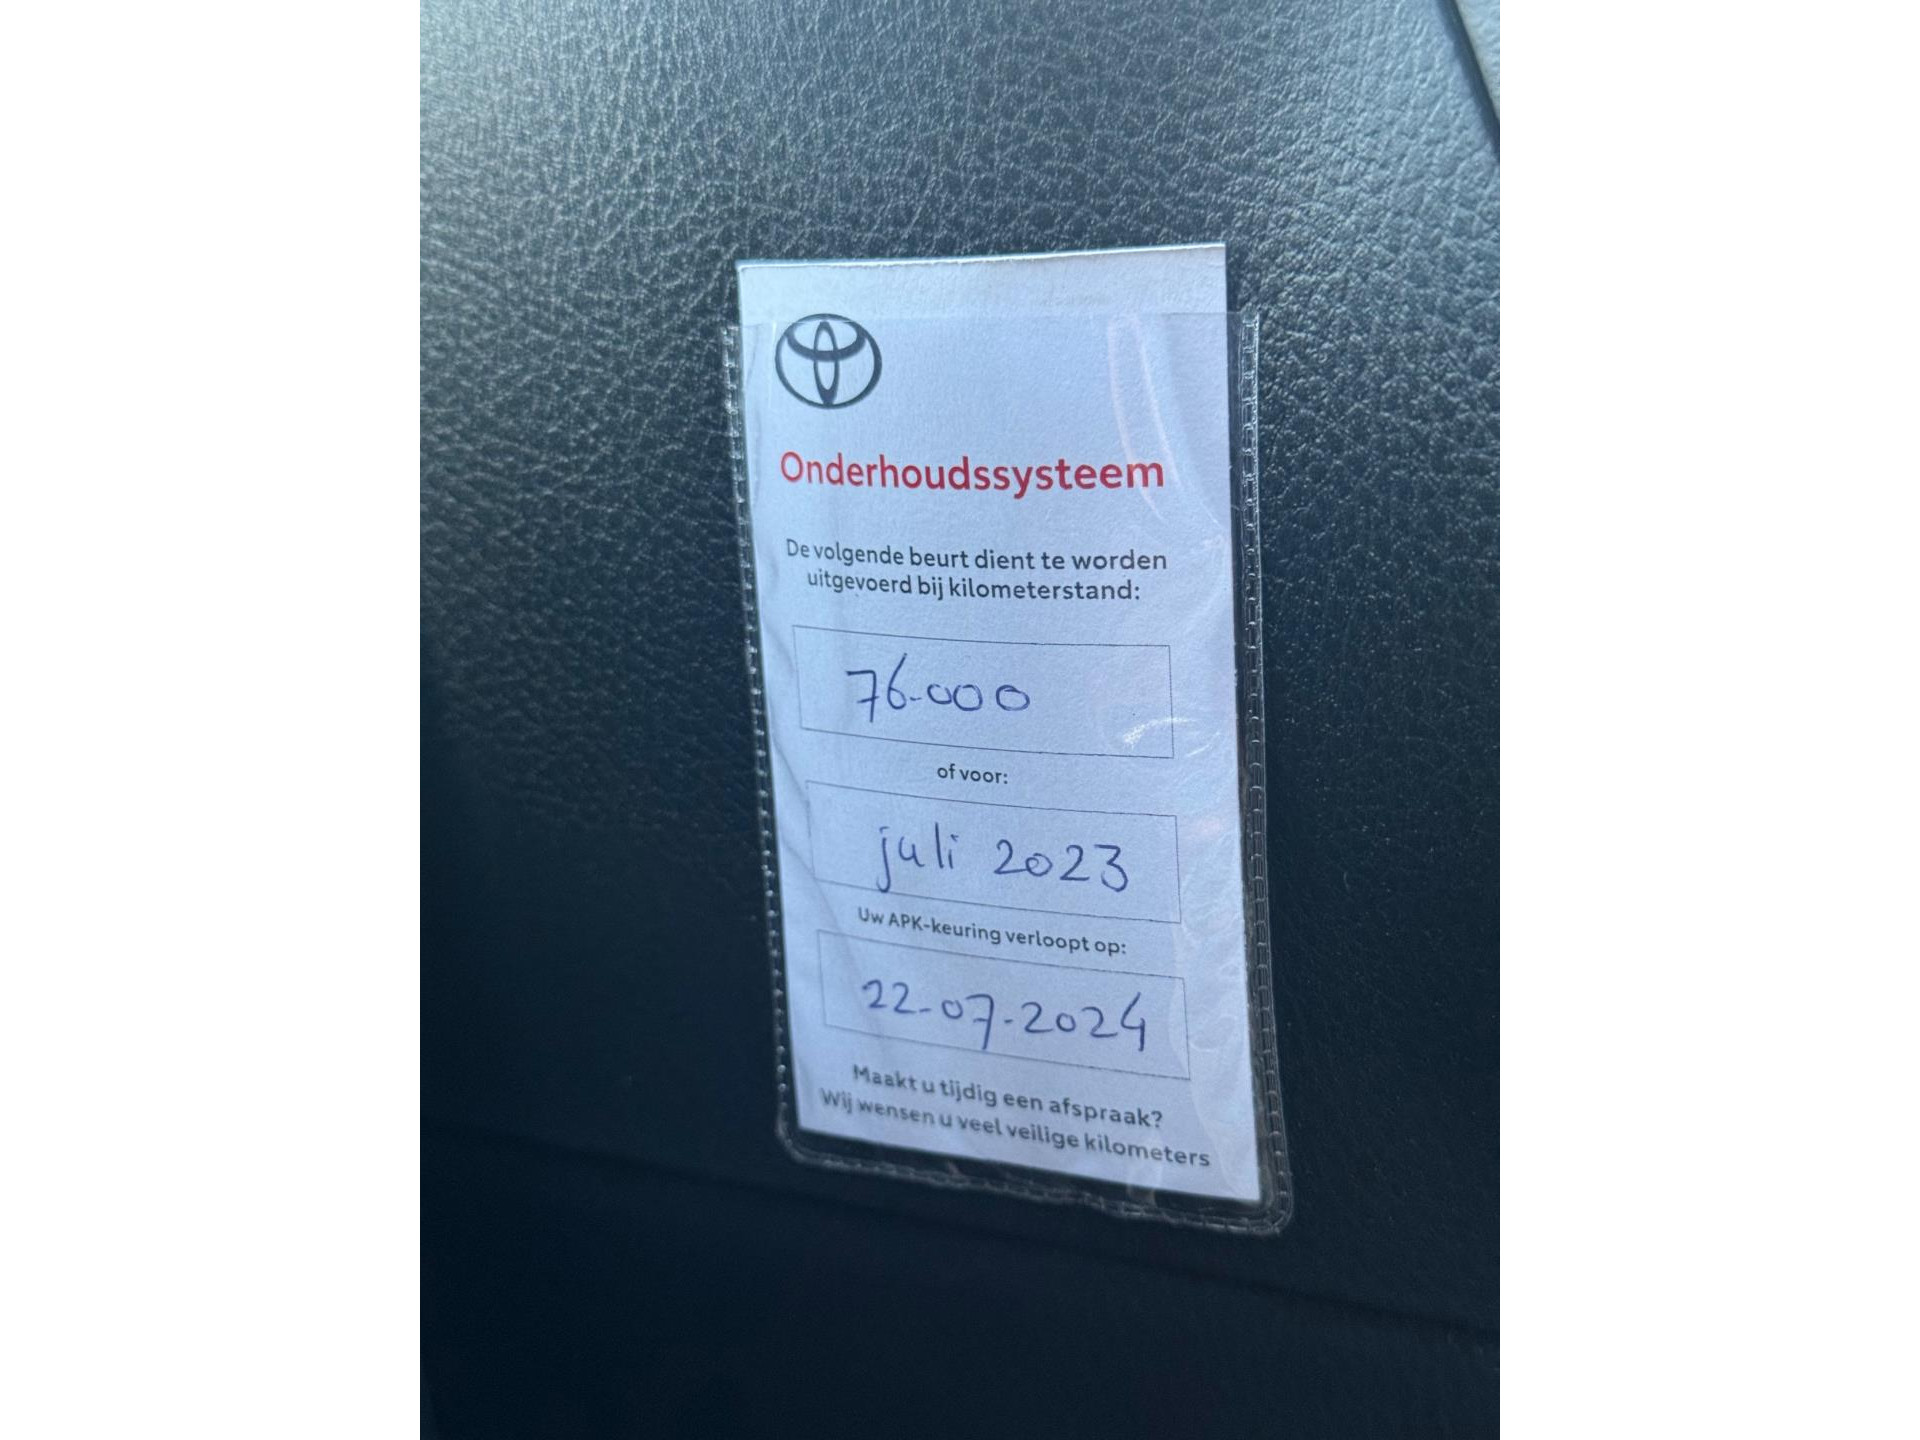 Onderhoudssysteem
De volgende beurt dient te worden
uitgevoerd bij kilometerstand:
76.000
of voor:
juli 2023
Uw APK-keuring verloopt op:
22-07-2024
Maakt u tijdig een afspraak?
Wij wensen u veel veilige kilometers